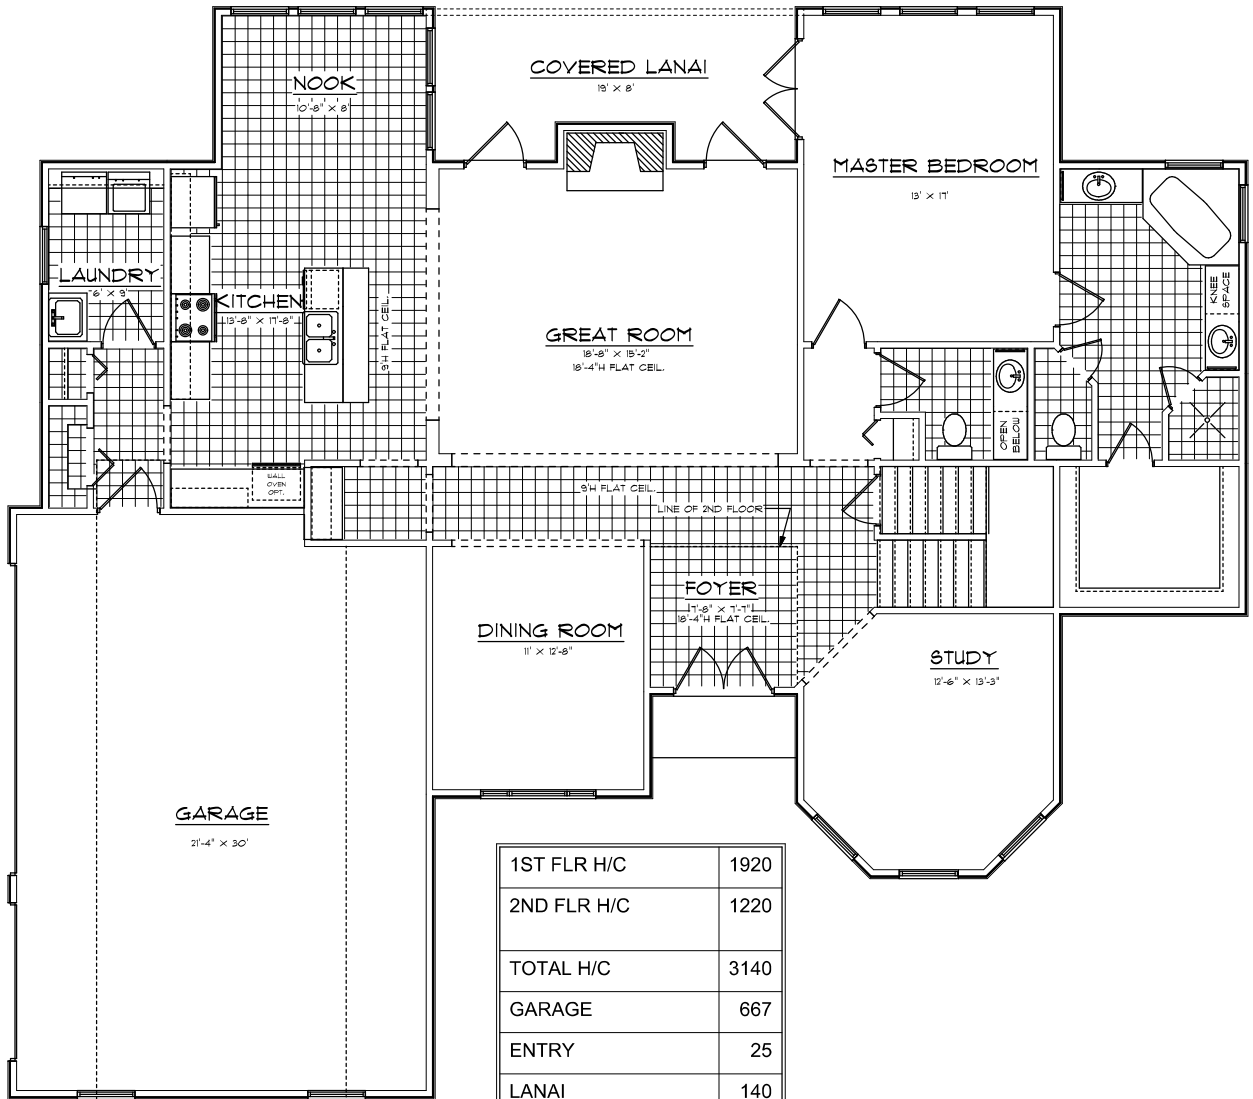 NOOK
10'-8" X 8'
COVERED LANAI
19' X 8'
MASTER BEDROOM
13' X 17'
LAUNDRY
6' X 9'
KITCHEN
13'-8" X 17'-8"
9'H FLAT CEIL.
GREAT ROOM
18'-8" X 15'-2"
18'-4"H FLAT CEIL.
KNEE
SPACE
OPEN
BELOW
WALL
OVEN
OPT.
9'H FLAT CEIL.
LINE OF 2ND FLOOR
FOYER
7'-8" X 7'-7"
18'-4"H FLAT CEIL.
DINING ROOM
11' X 12'-8"
STUDY
12'-6" X 13'-3"
GARAGE
21'-4" X 30'
1ST FLR H/C 1920
2ND FLR H/C 1220
TOTAL H/C 3140
GARAGE 667
ENTRY 25
LANAI 140